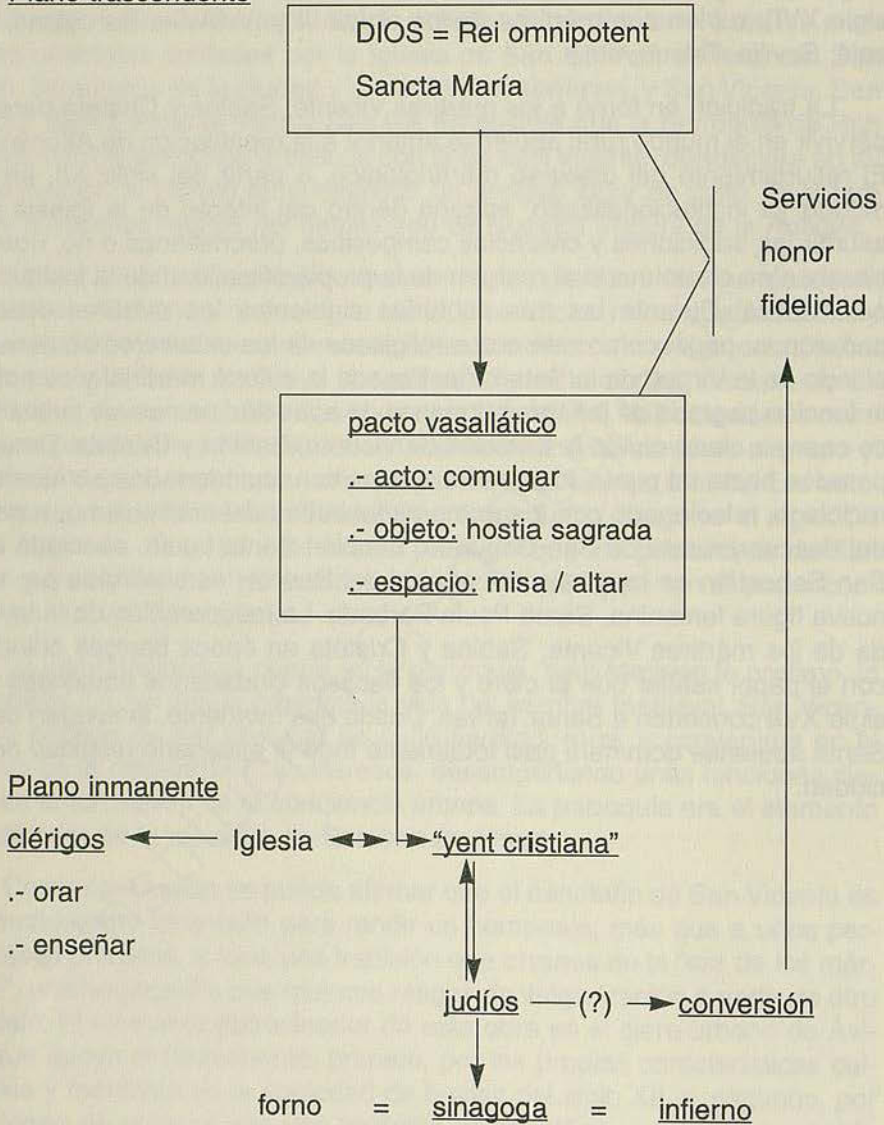 Plano trascendente
DIOS = Rei omnipotent
Sancta María
Servicios
honor
fidelidad
pacto vasallático
.- acto: comulgar
.- objeto: hostia sagrada
.- espacio: misa / altar
Plano inmanente
clérigos Iglesia "yent cristiana"
.- orar
.- enseñar
judíos (?) conversión
forno = sinagoga = infierno